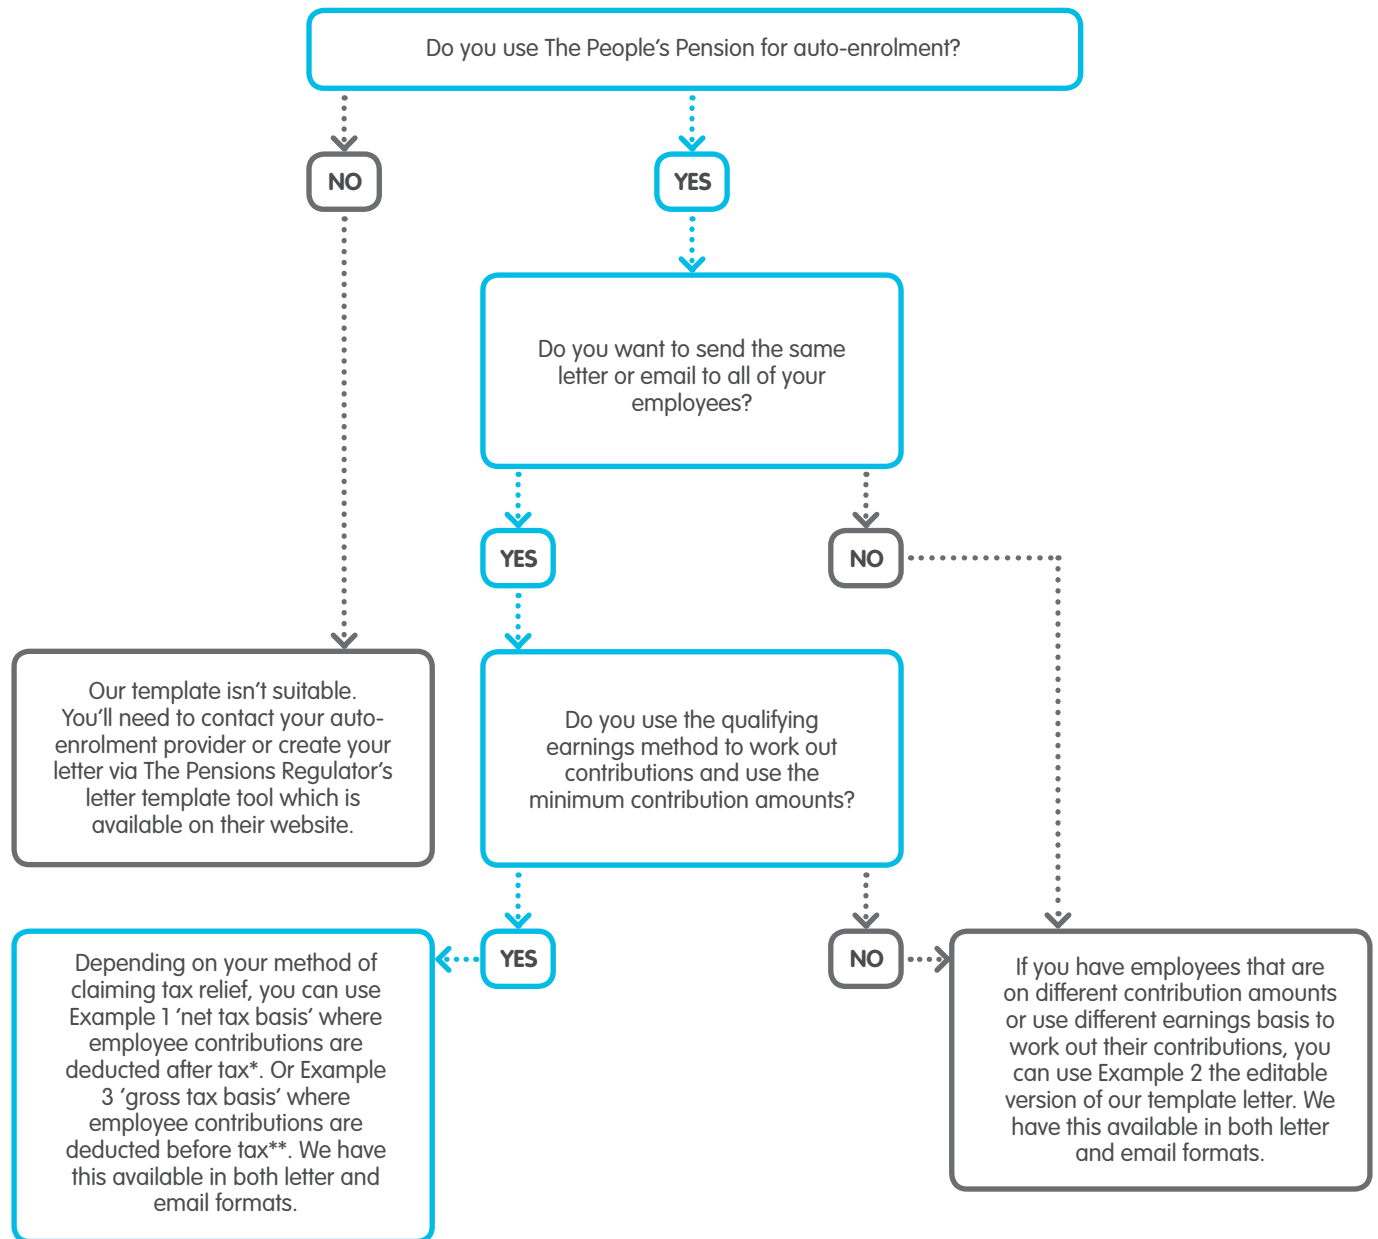 Do you use The People's Pension for auto-enrolment?
NO
YES
Do you want to send the same
letter or email to all of your
employees?
YES
NO
Our template isn't suitable.
You'll need to contact your auto-
enrolment provider or create your
letter via The Pensions Regulator's
letter template tool which is
available on their website.
Do you use the qualifying
earnings method to work out
contributions and use the
minimum contribution amounts?
YES
NO
Depending on your method of
claiming tax relief, you can use
Example 1 'net tax basis' where
employee contributions are
deducted after tax*. Or Example
3 'gross tax basis' where
employee contributions are
deducted before tax**. We have
this available in both letter and
email formats.
If you have employees that are
on different contribution amounts
or use different earnings basis to
work out their contributions, you
can use Example 2 the editable
version of our template letter. We
have this available in both letter
and email formats.